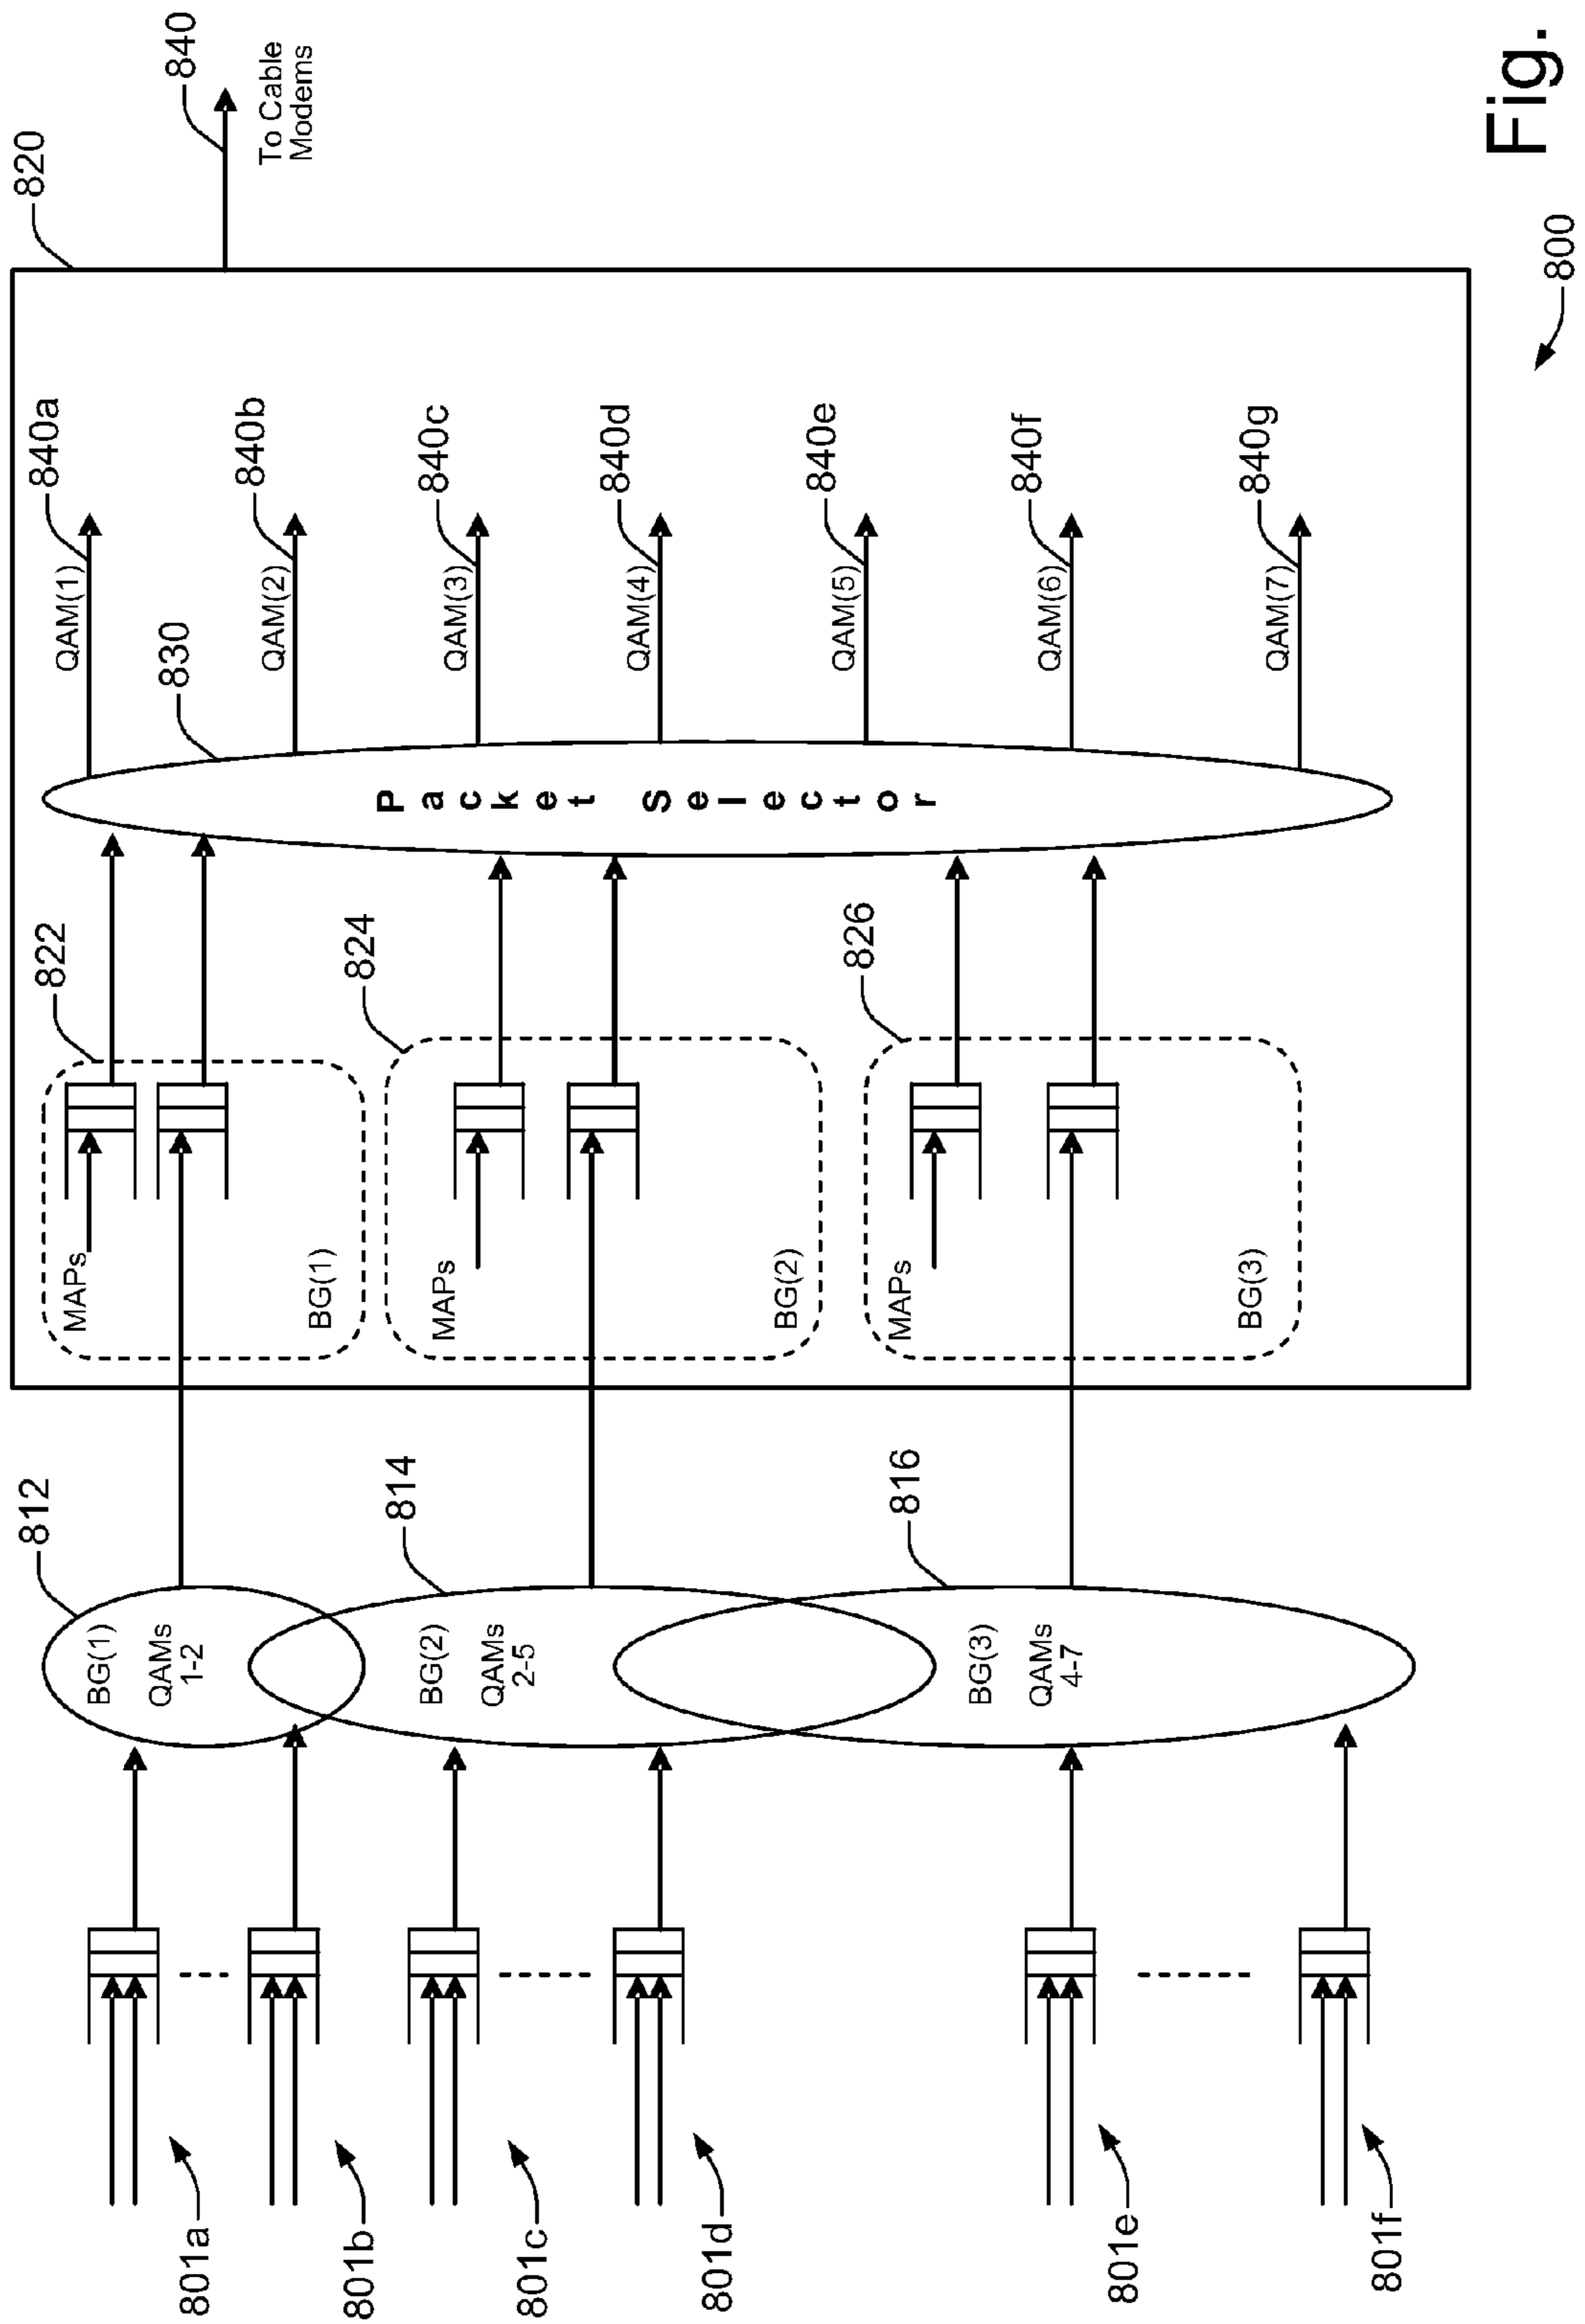 820
840
To Cable
Modems
812
822
830
840a
BG(1)
QAMs
1-2
MAPs
BG(1)
QAM(1)
840b
QAM(2)
814
824
840c
BG(2)
QAMs
2-5
MAPs
BG(2)
Packet Selector
QAM(3)
840d
QAM(4)
816
826
840e
BG(3)
QAMs
4-7
MAPs
BG(3)
QAM(5)
840f
QAM(6)
840g
QAM(7)
801a
801b
801c
801d
801e
801f
800
Fig.